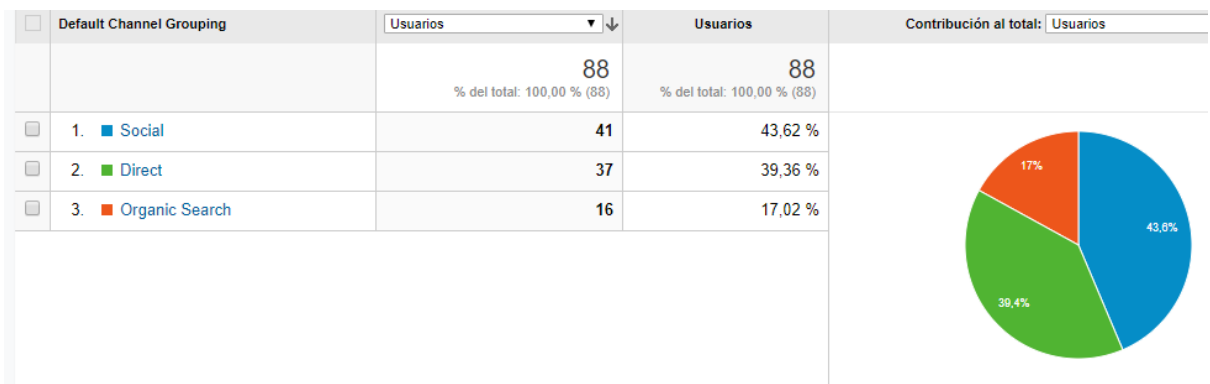 Default Channel Grouping
Usuarios
Usuarios
Contribución al total: Usuarios
88
% del total: 100,00 % (88)
88
% del total: 100,00 % (88)
1. Social 41 43,62 %
2. Direct 37 39,36 %
3. Organic Search 16 17,02 %
17%
43,6%
39,4%